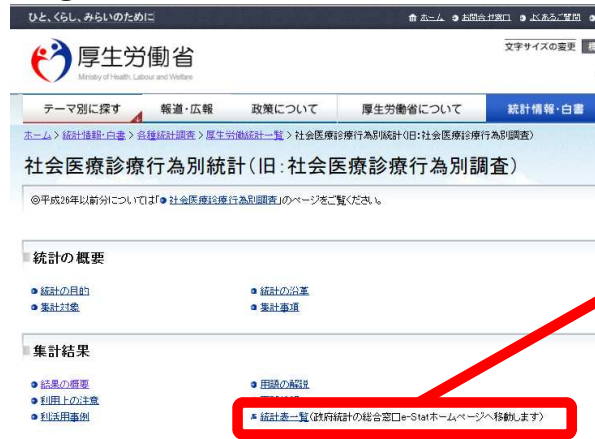 ひと、くらし、みらいのために
ホーム お問合せ窓口 よくあるご質問
厚生労働省
Ministry of Health, Labour and Welfare
文字サイズの変更
テーマ別に探す 報道・広報 政策について 厚生労働省について 統計情報・白書
ホーム > 統計情報・白書 > 各種統計調査 > 厚生労働統計一覧 > 社会医療診療行為別統計(旧:社会医療診療行為別調査)
社会医療診療行為別統計(旧:社会医療診療行為別調査)
◎平成26年以前分については「社会医療診療行為別調査」のページをご覧ください。
統計の概要
統計の目的 統計の沿革
集計対象 集計事項
集計結果
結果の概要 用語の解説
利用上の注意
利活用事例 統計表一覧(政府統計の総合窓口e-Statホームページへ移動します)